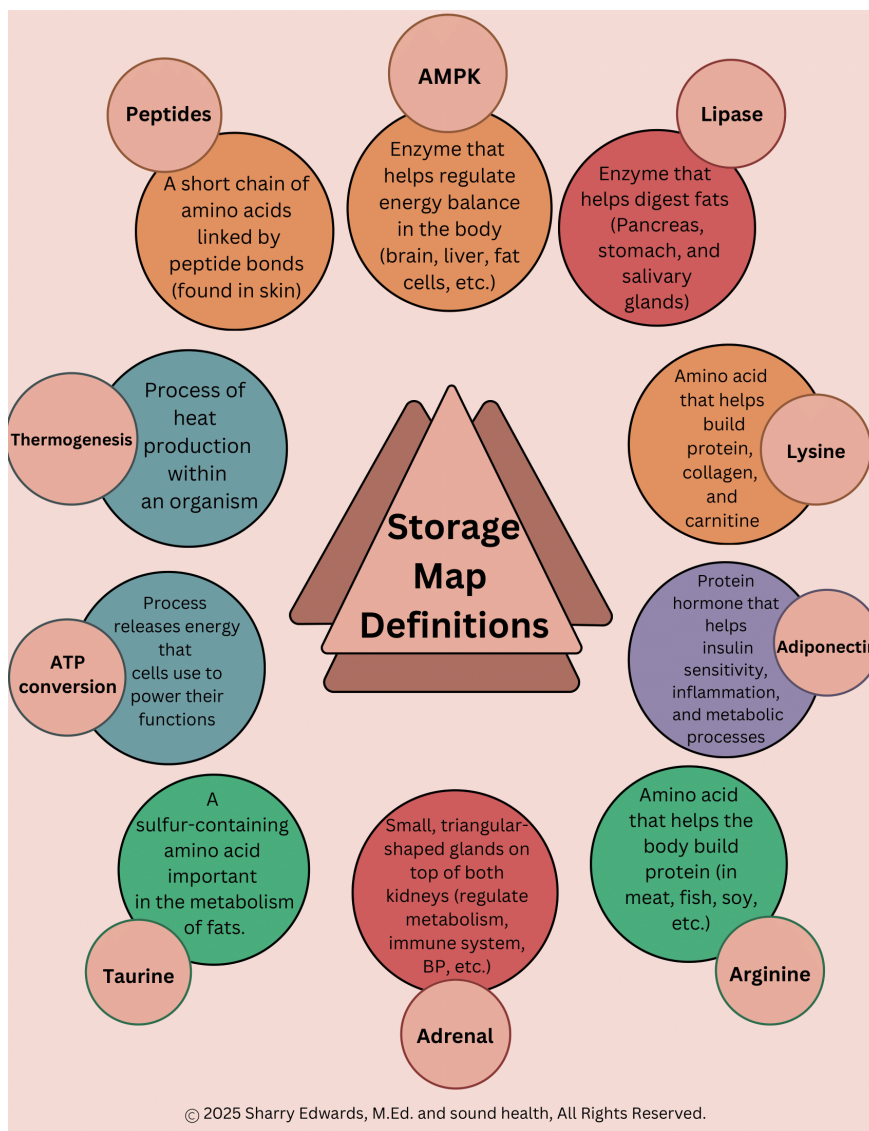 AMPK
Enzyme that
helps regulate
energy balance
in the body
(brain, liver, fat
cells, etc.)
Peptides
A short chain of
amino acids
linked by
peptide bonds
(found in skin)
Lipase
Enzyme that
helps digest fats
(Pancreas,
stomach, and
salivary
glands)
Thermogenesis
Process of
heat
production
within
an organism
Lysine
Amino acid
that helps
build
protein,
collagen,
and
carnitine
Storage
Map
Definitions
ATP
conversion
Process
releases energy
that
cells use to
power their
functions
Adiponectin
Protein
hormone that
helps
insulin
sensitivity,
inflammation,
and metabolic
processes
Taurine
A
sulfur-containing
amino acid
important
in the metabolism
of fats.
Adrenal
Small, triangular-
shaped glands on
top of both
kidneys (regulate
metabolism,
immune system,
BP, etc.)
Arginine
Amino acid
that helps the
body build
protein (in
meat, fish, soy,
etc.)
© 2025 Sharry Edwards, M.Ed. and sound health, All Rights Reserved.